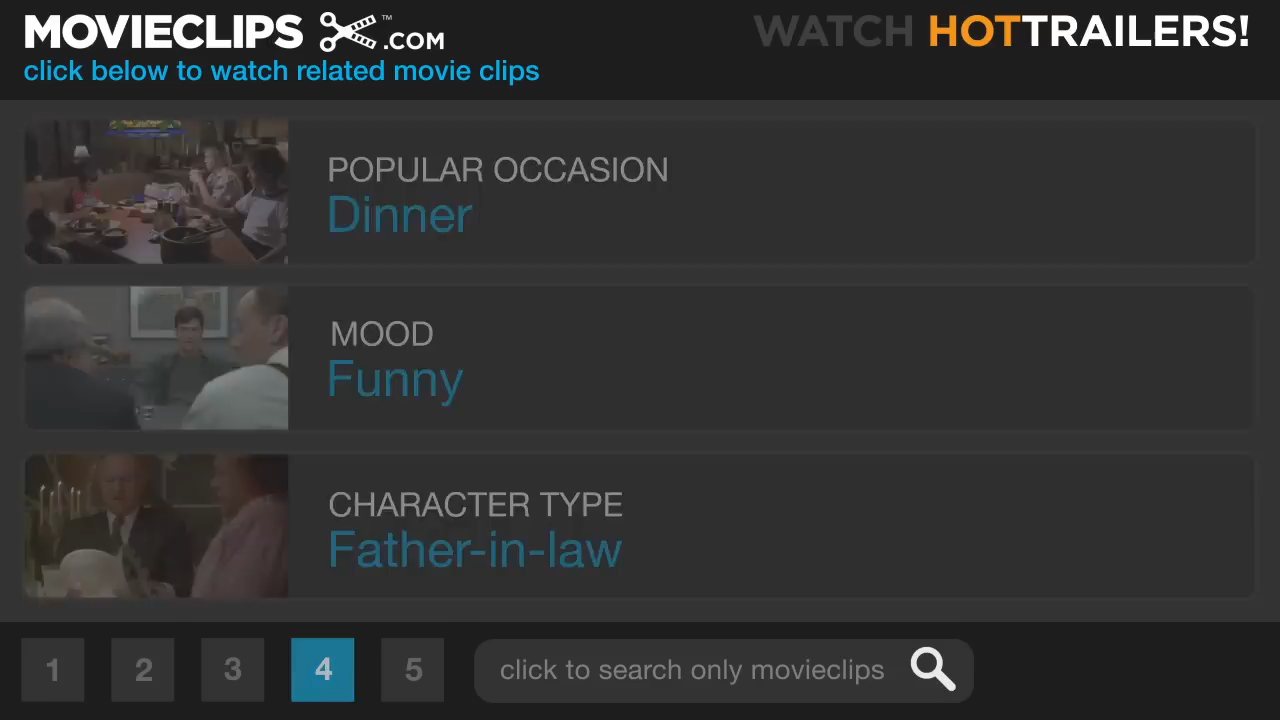 MOVIECLIPS ™ .COM
WATCH HOTTRAILERS!
click below to watch related movie clips
POPULAR OCCASION
Dinner
MOOD
Funny
CHARACTER TYPE
Father-in-law
1 2 3 4 5
click to search only movieclips